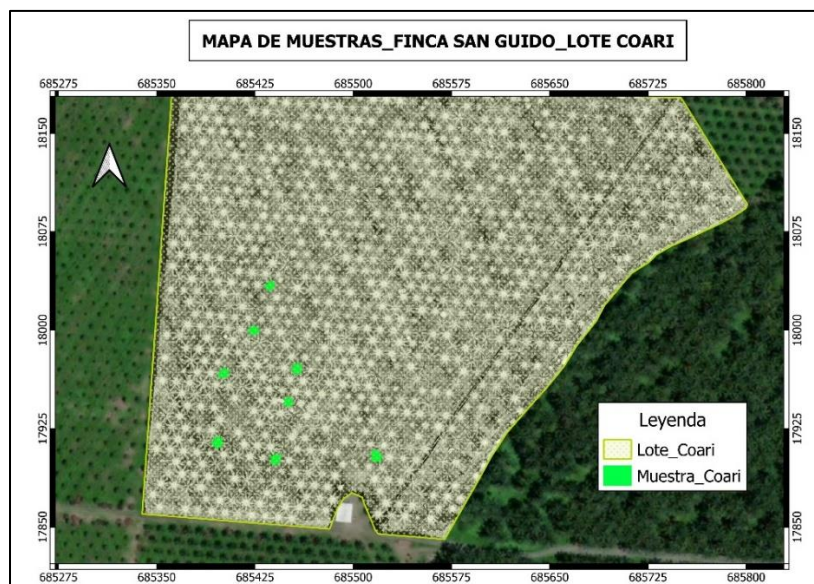 MAPA DE MUESTRAS_FINCA SAN GUIDO_LOTE COARI
685275 685350 685425 685500 685575 685650 685725 685800
18150 18150
18075 18075
18000 18000
17925 17925
17850 17850
Leyenda
Lote_Coari
Muestra_Coari
685275 685350 685425 685500 685575 685650 685725 685800